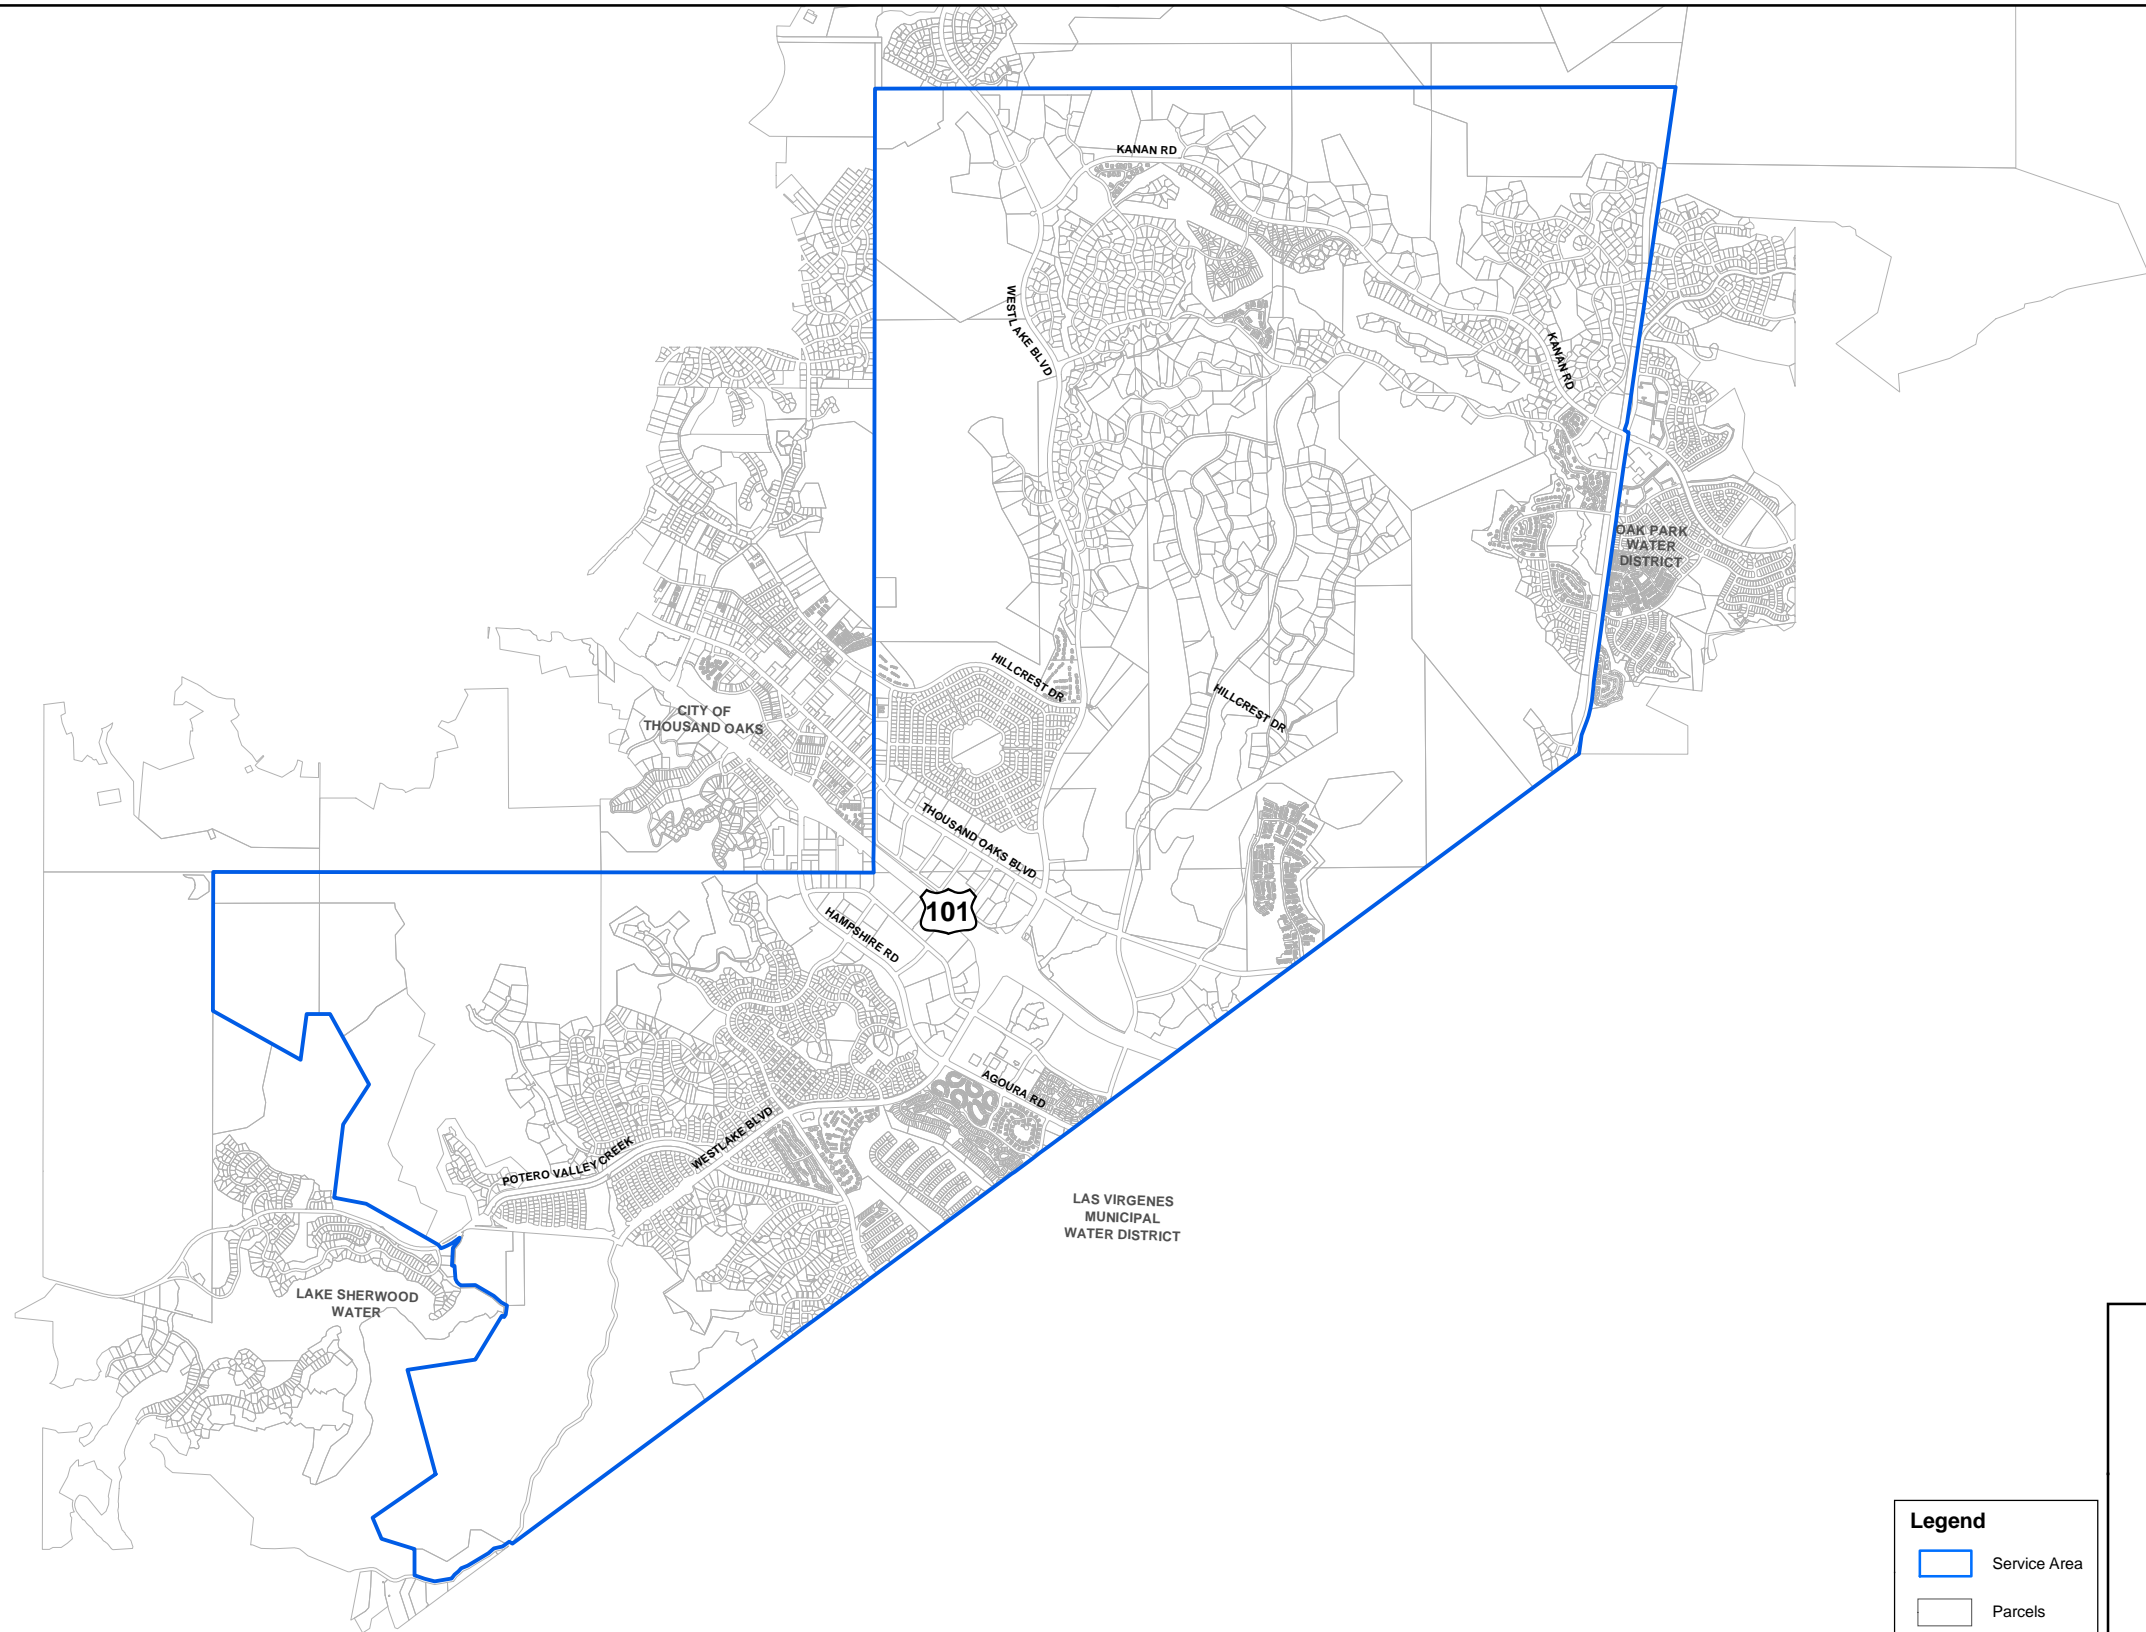 KANAN RD
WESTLAKE BLVD
KANAN RD
OAK PARK
WATER
DISTRICT
HILLCREST DR
HILLCREST DR
CITY OF
THOUSAND OAKS
THOUSAND OAKS BLVD
101
HAMPSHIRE RD
AGOURA RD
WESTLAKE BLVD
POTERO VALLEY CREEK
LAS VIRGENES
MUNICIPAL
WATER DISTRICT
LAKE SHERWOOD
WATER
Legend
Service Area
Parcels